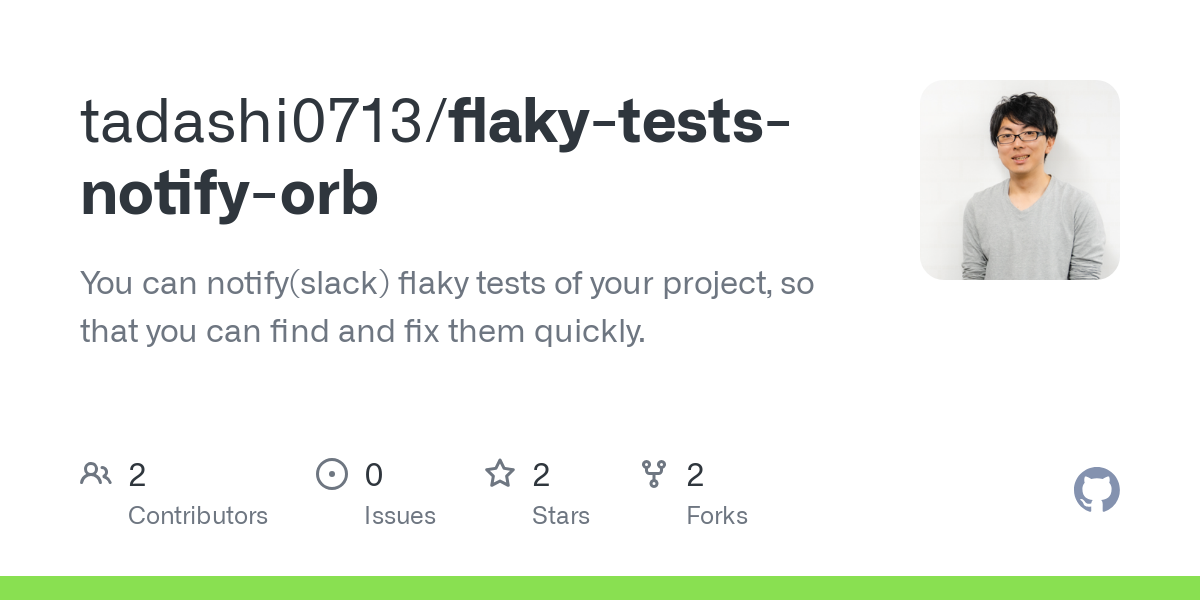 tadashi0713/flaky-tests-
notify-orb
You can notify(slack) flaky tests of your project, so
that you can find and fix them quickly.
2 0 2 2
Contributors Issues Stars Forks